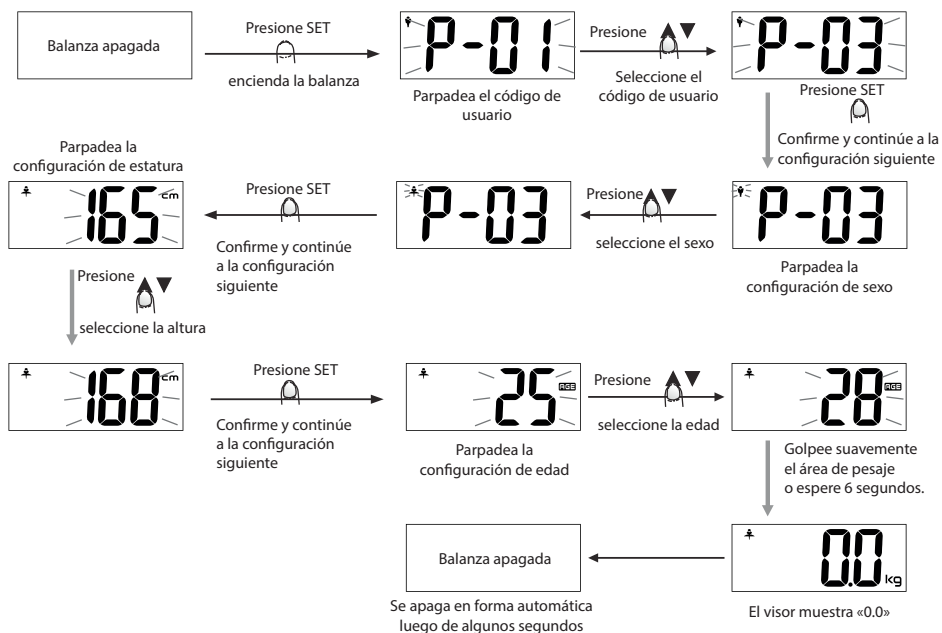 Balanza apagada
Presione SET
encienda la balanza
P-01
Parpadea el código de
usuario
Presione
Seleccione el
código de usuario
P-03
Presione SET
Confirme y continúe a la
configuración siguiente
P-03
Parpadea la
configuración de sexo
Presione
seleccione el sexo
P-03
Presione SET
Confirme y continúe
a la configuración
siguiente
Parpadea la
configuración de estatura
165 cm
Presione
seleccione la altura
168 cm
Presione SET
Confirme y continúe
a la configuración
siguiente
25 AGE
Parpadea la
configuración de edad
Presione
seleccione la edad
28 AGE
Golpee suavemente
el área de pesaje
o espere 6 segundos.
0.0 kg
El visor muestra «0.0»
Balanza apagada
Se apaga en forma automática
luego de algunos segundos